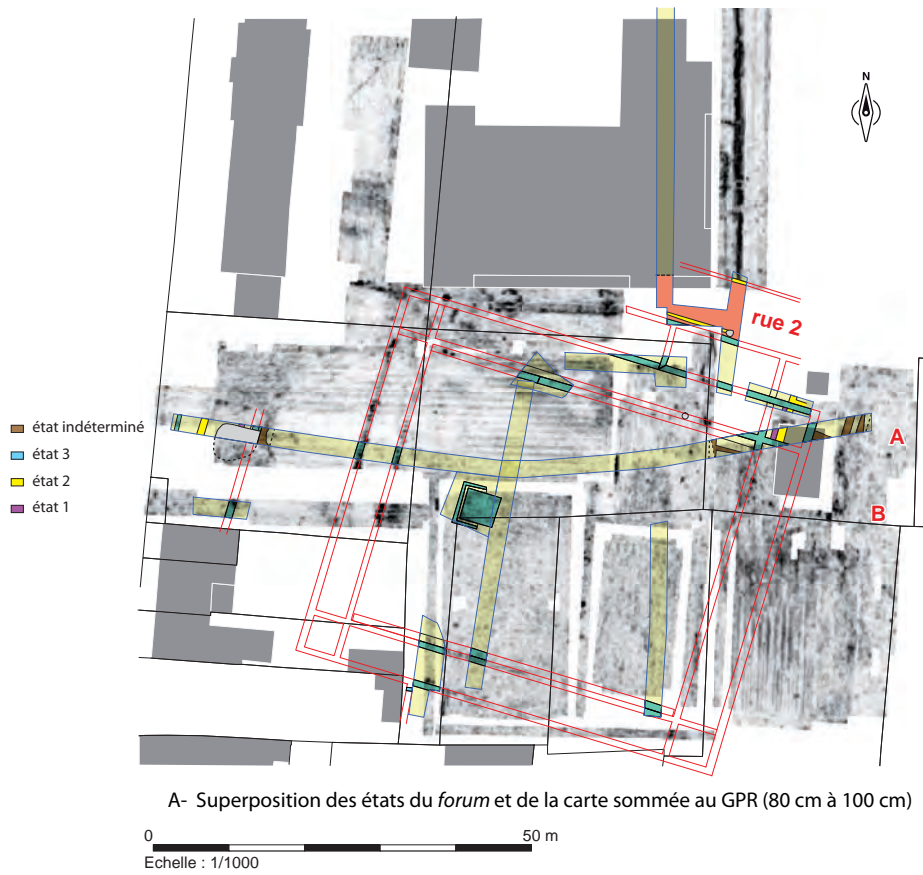 N
rue 2
A
B
état indéterminé
état 3
état 2
état 1
A- Superposition des états du forum et de la carte sommée au GPR (80 cm à 100 cm)
0 50 m
Echelle : 1/1000